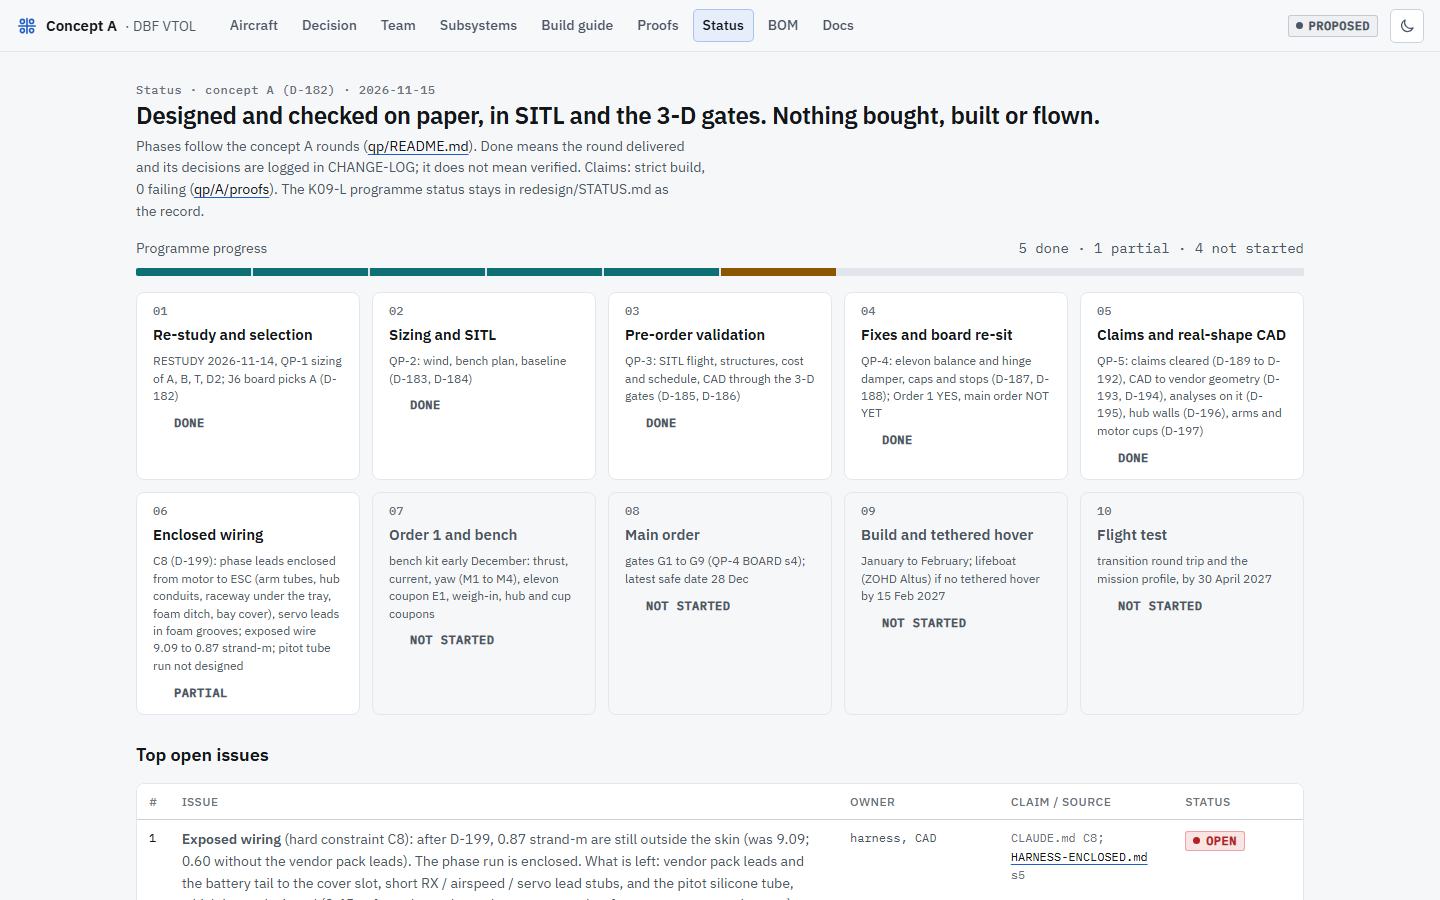 Concept A · DBF VTOL Aircraft Decision Team Subsystems Build guide Proofs Status BOM Docs PROPOSED
Status · concept A (D-182) · 2026-11-15
Designed and checked on paper, in SITL and the 3-D gates. Nothing bought, built or flown.
Phases follow the concept A rounds (qp/README.md). Done means the round delivered
and its decisions are logged in CHANGE-LOG; it does not mean verified. Claims: strict build,
0 failing (qp/A/proofs). The K09-L programme status stays in redesign/STATUS.md as
the record.
Programme progress
5 done · 1 partial · 4 not started
01
Re-study and selection
RESTUDY 2026-11-14, QP-1 sizing
of A, B, T, D2; J6 board picks A (D-
182)
DONE
02
Sizing and SITL
QP-2: wind, bench plan, baseline
(D-183, D-184)
DONE
03
Pre-order validation
QP-3: SITL flight, structures, cost
and schedule, CAD through the 3-D
gates (D-185, D-186)
DONE
04
Fixes and board re-sit
QP-4: elevon balance and hinge
damper, caps and stops (D-187, D-
188); Order 1 YES, main order NOT
YET
DONE
05
Claims and real-shape CAD
QP-5: claims cleared (D-189 to D-
192), CAD to vendor geometry (D-
193, D-194), analyses on it (D-
195), hub walls (D-196), arms and
motor cups (D-197)
DONE
06
Enclosed wiring
C8 (D-199): phase leads enclosed
from motor to ESC (arm tubes, hub
conduits, raceway under the tray,
foam ditch, bay cover), servo leads
in foam grooves; exposed wire
9.09 to 0.87 strand-m; pitot tube
run not designed
PARTIAL
07
Order 1 and bench
bench kit early December: thrust,
current, yaw (M1 to M4), elevon
coupon E1, weigh-in, hub and cup
coupons
NOT STARTED
08
Main order
gates G1 to G9 (QP-4 BOARD s4);
latest safe date 28 Dec
NOT STARTED
09
Build and tethered hover
January to February; lifeboat
(ZOHD Altus) if no tethered hover
by 15 Feb 2027
NOT STARTED
10
Flight test
transition round trip and the
mission profile, by 30 April 2027
NOT STARTED
Top open issues
# ISSUE OWNER CLAIM / SOURCE STATUS
1
Exposed wiring (hard constraint C8): after D-199, 0.87 strand-m are still outside the skin (was 9.09;
0.60 without the vendor pack leads). The phase run is enclosed. What is left: vendor pack leads and
the battery tail to the cover slot, short RX / airspeed / servo lead stubs, and the pitot silicone tube,
harness, CAD
CLAUDE.md C8;
HARNESS-ENCLOSED.md
s5
OPEN